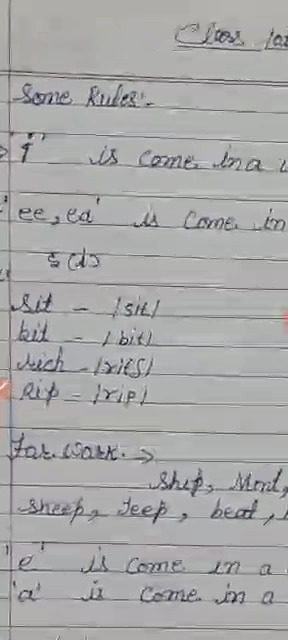 Class
Some Rules:-
"i" is come in a
'ee, ea' is come in
sit - /sit/
bit - /bit/
rich - /ritʃ/
Rip - /rip/
For Work. →
ship,
sheep, Jeep, beat,
'e' is come in a
'a' is come in a